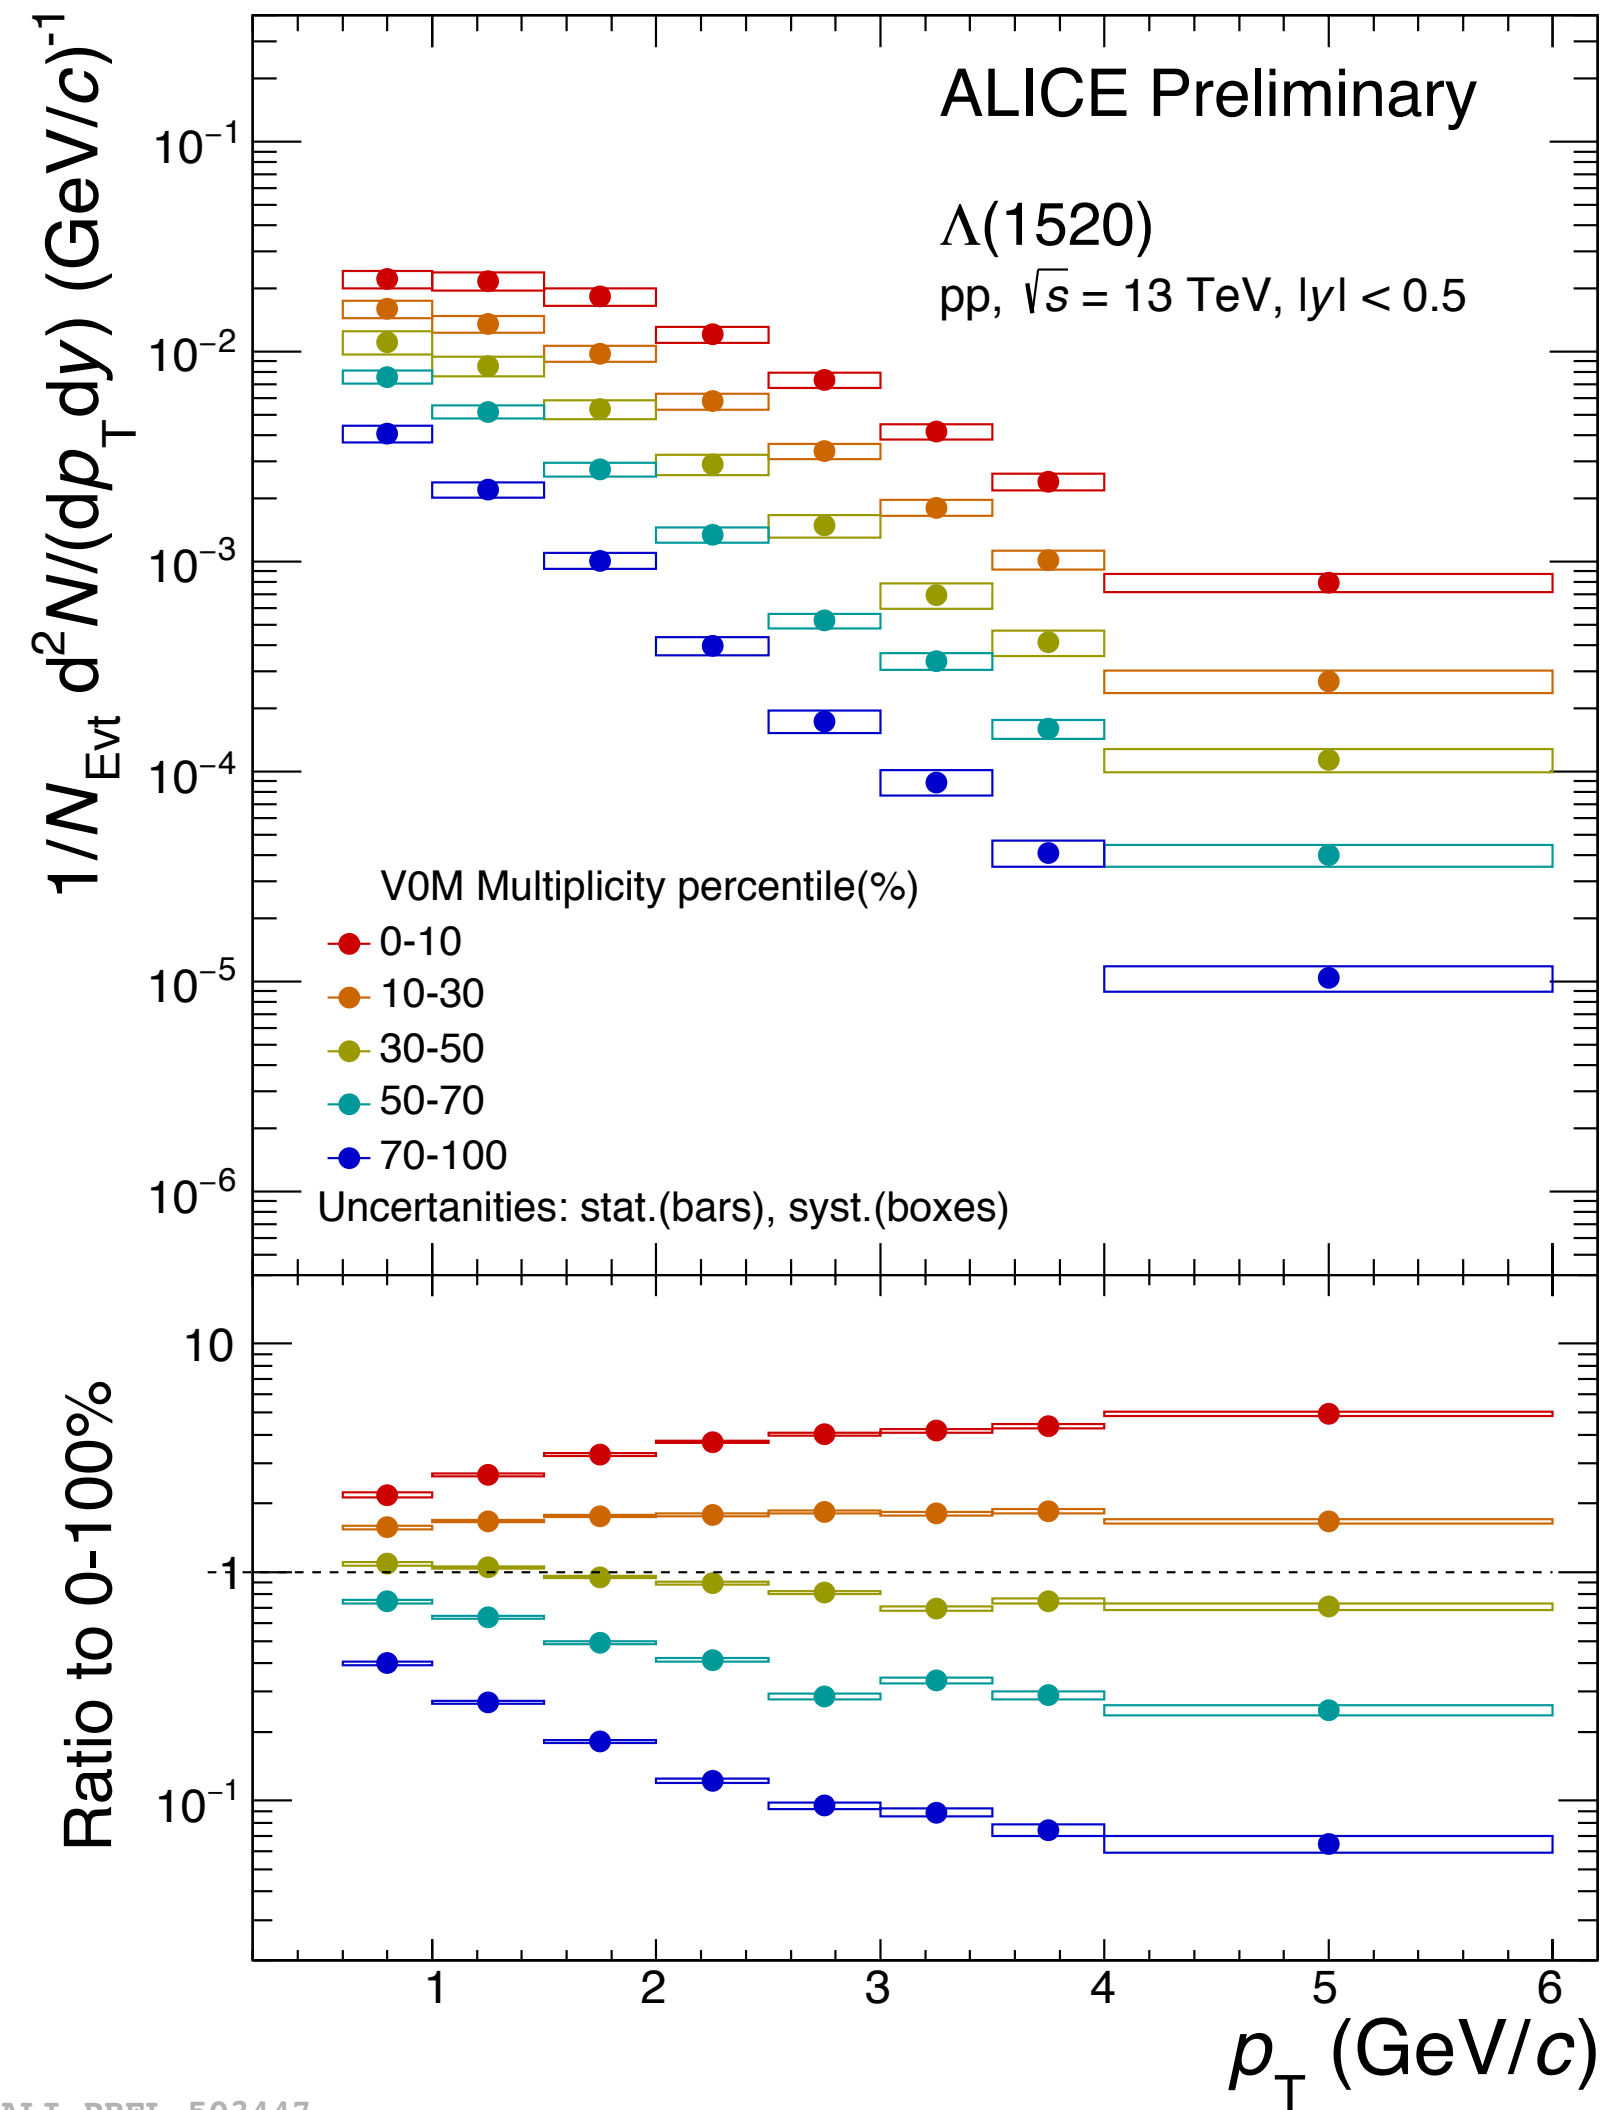 ALICE Preliminary
Λ(1520)
pp, √s = 13 TeV, |y| < 0.5
1/N_Evt d²N/(dp_T dy) (GeV/c)⁻¹
10⁻¹
10⁻²
10⁻³
10⁻⁴
10⁻⁵
10⁻⁶
V0M Multiplicity percentile(%)
0-10
10-30
30-50
50-70
70-100
Uncertanities: stat.(bars), syst.(boxes)
Ratio to 0-100%
10
1
10⁻¹
1 2 3 4 5 6
p_T (GeV/c)